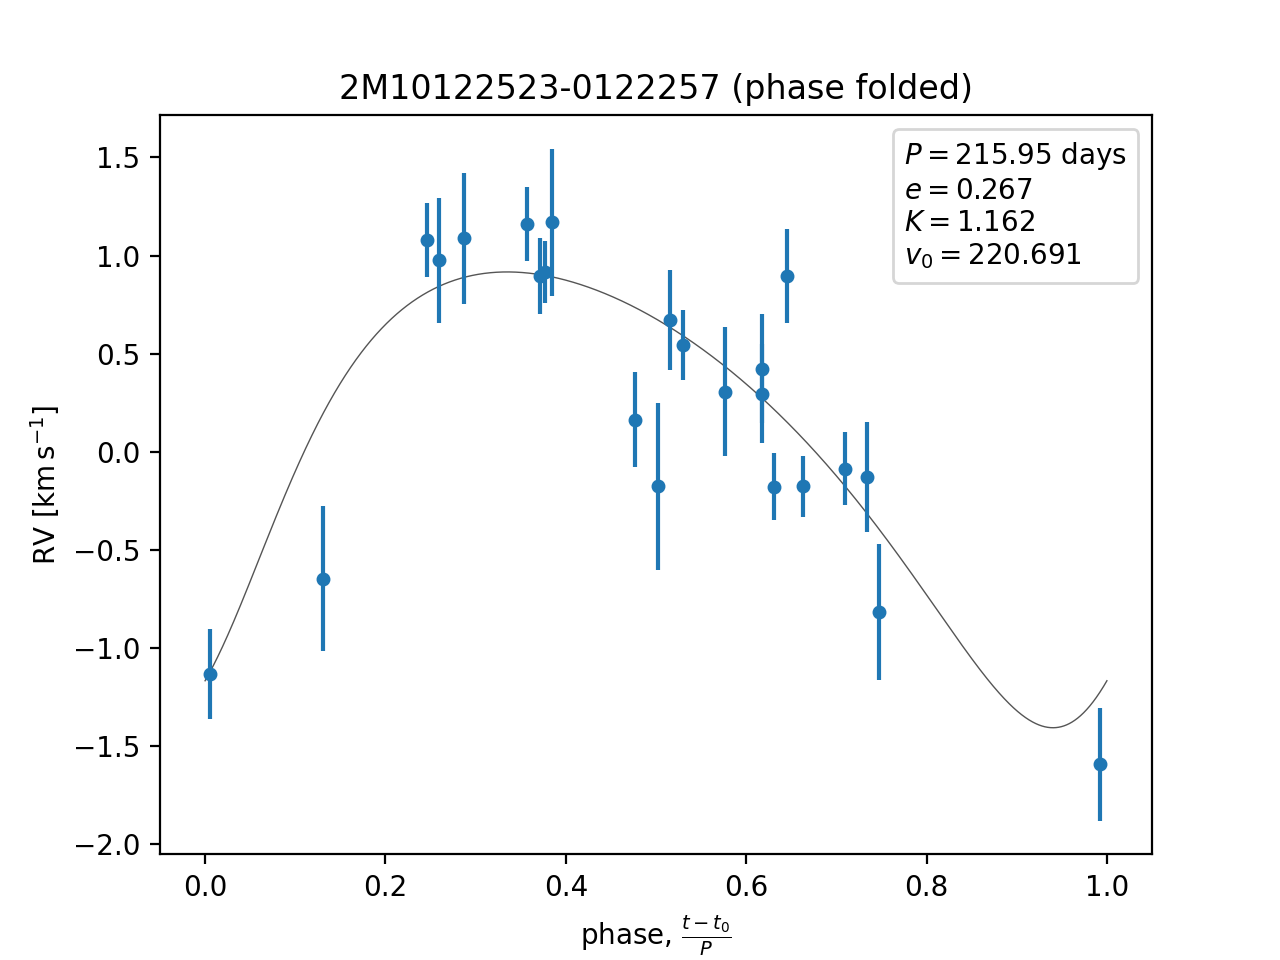 2M10122523-0122257 (phase folded)
P = 215.95 days
e = 0.267
K = 1.162
v₀ = 220.691
1.5
1.0
0.5
0.0
−0.5
−1.0
−1.5
−2.0
RV [km s⁻¹]
0.0 0.2 0.4 0.6 0.8 1.0
phase, (t − t₀)/P